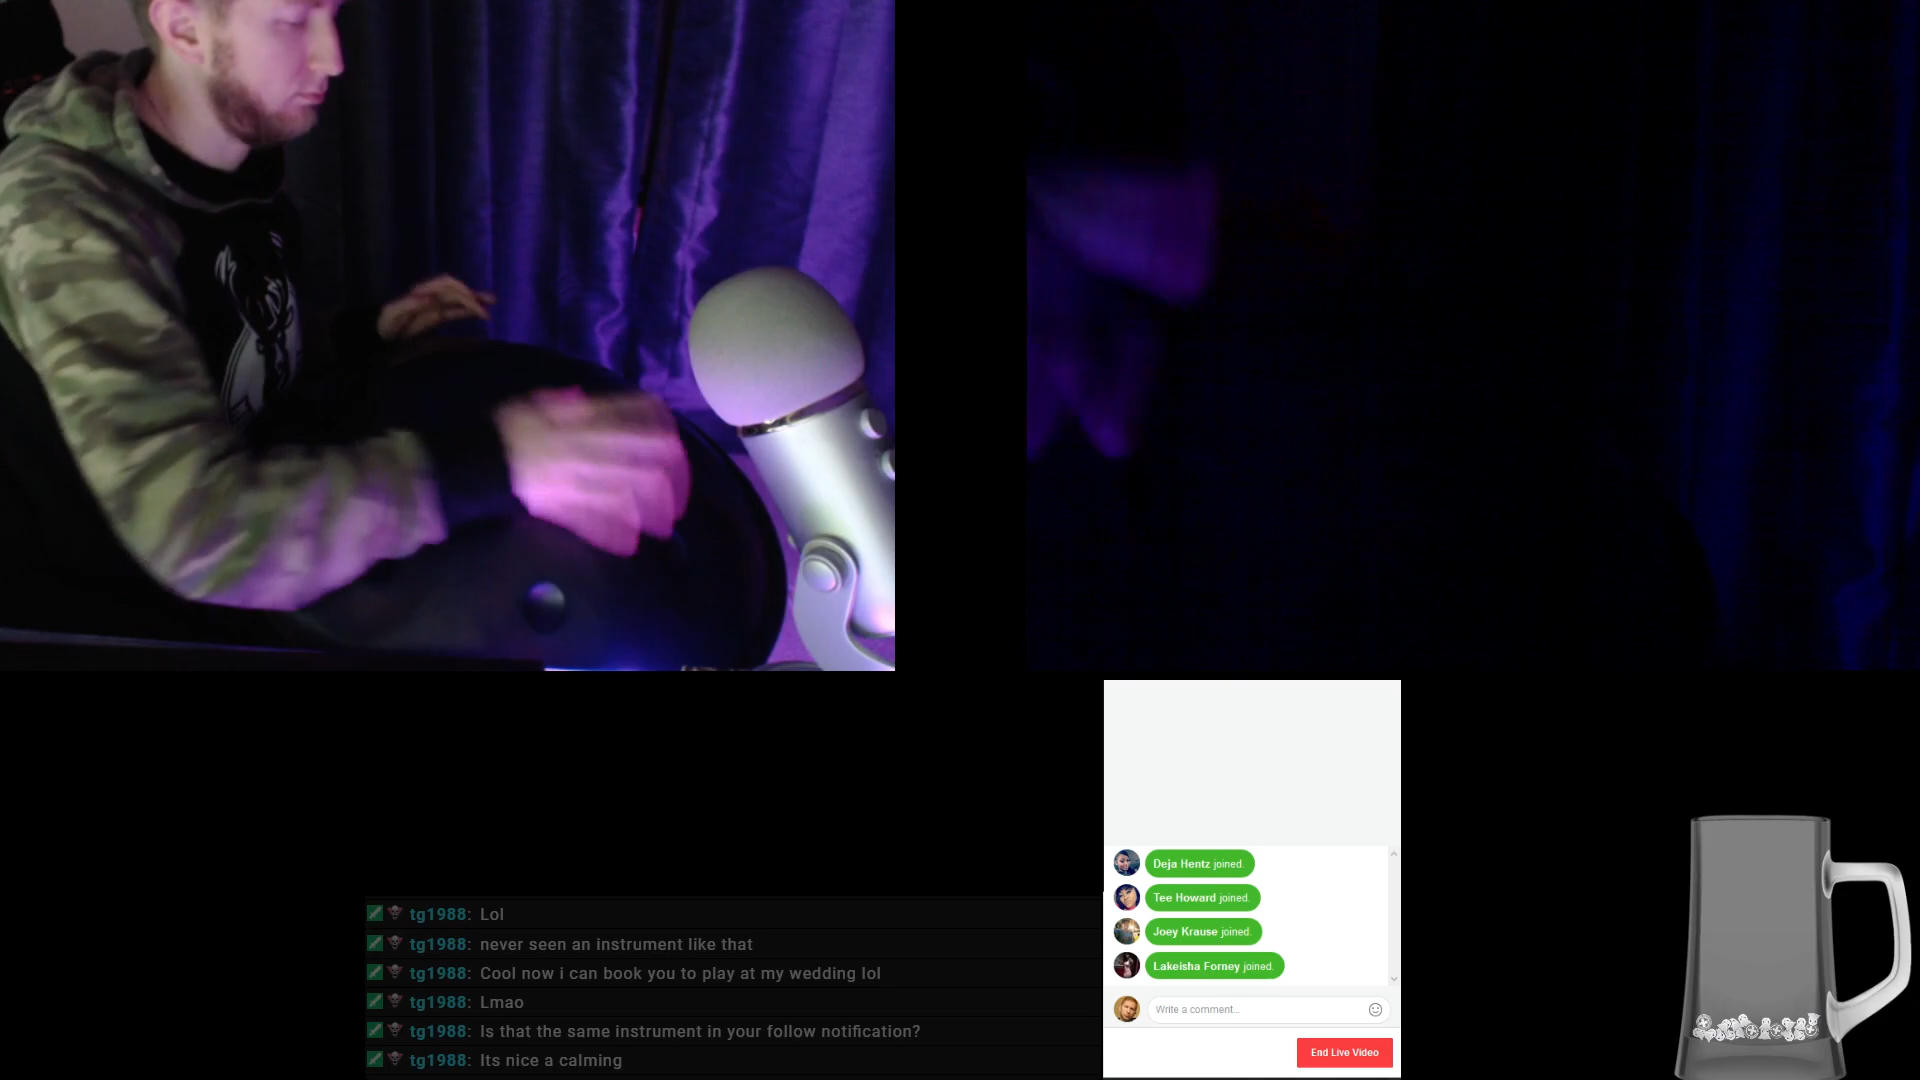 Deja Hentz joined.
Tee Howard joined.
Joey Krause joined.
Lakeisha Forney joined.
Write a comment...
End Live Video
tg1988: Lol
tg1988: never seen an instrument like that
tg1988: Cool now i can book you to play at my wedding lol
tg1988: Lmao
tg1988: Is that the same instrument in your follow notification?
tg1988: Its nice a calming